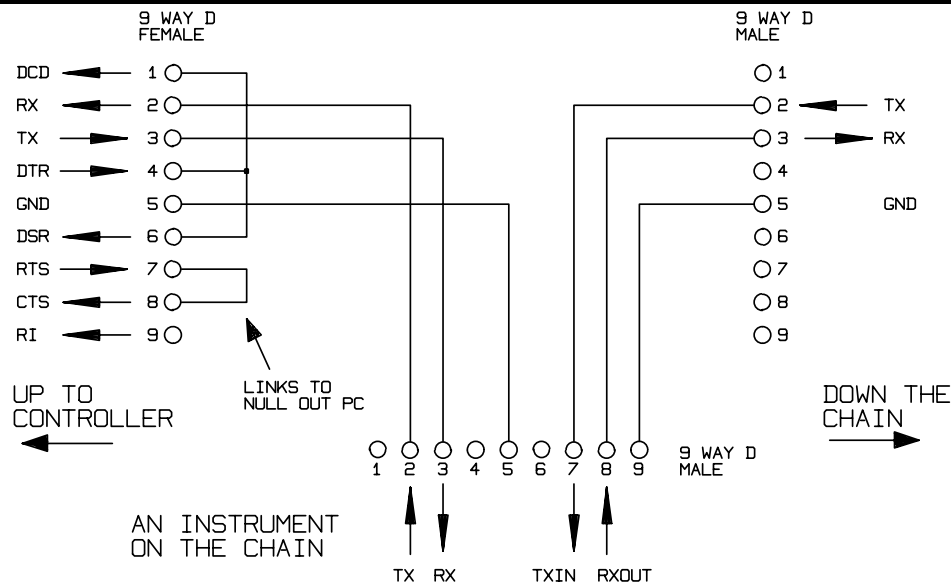 9 WAY D
FEMALE
9 WAY D
MALE
DCD 1
RX 2
TX 3
DTR 4
GND 5
DSR 6
RTS 7
CTS 8
RI 9
1
2 TX
3 RX
4
5 GND
6
7
8
9
LINKS TO
NULL OUT PC
UP TO
CONTROLLER
DOWN THE
CHAIN
1 2 3 4 5 6 7 8 9
9 WAY D
MALE
AN INSTRUMENT
ON THE CHAIN
TX RX TXIN RXOUT